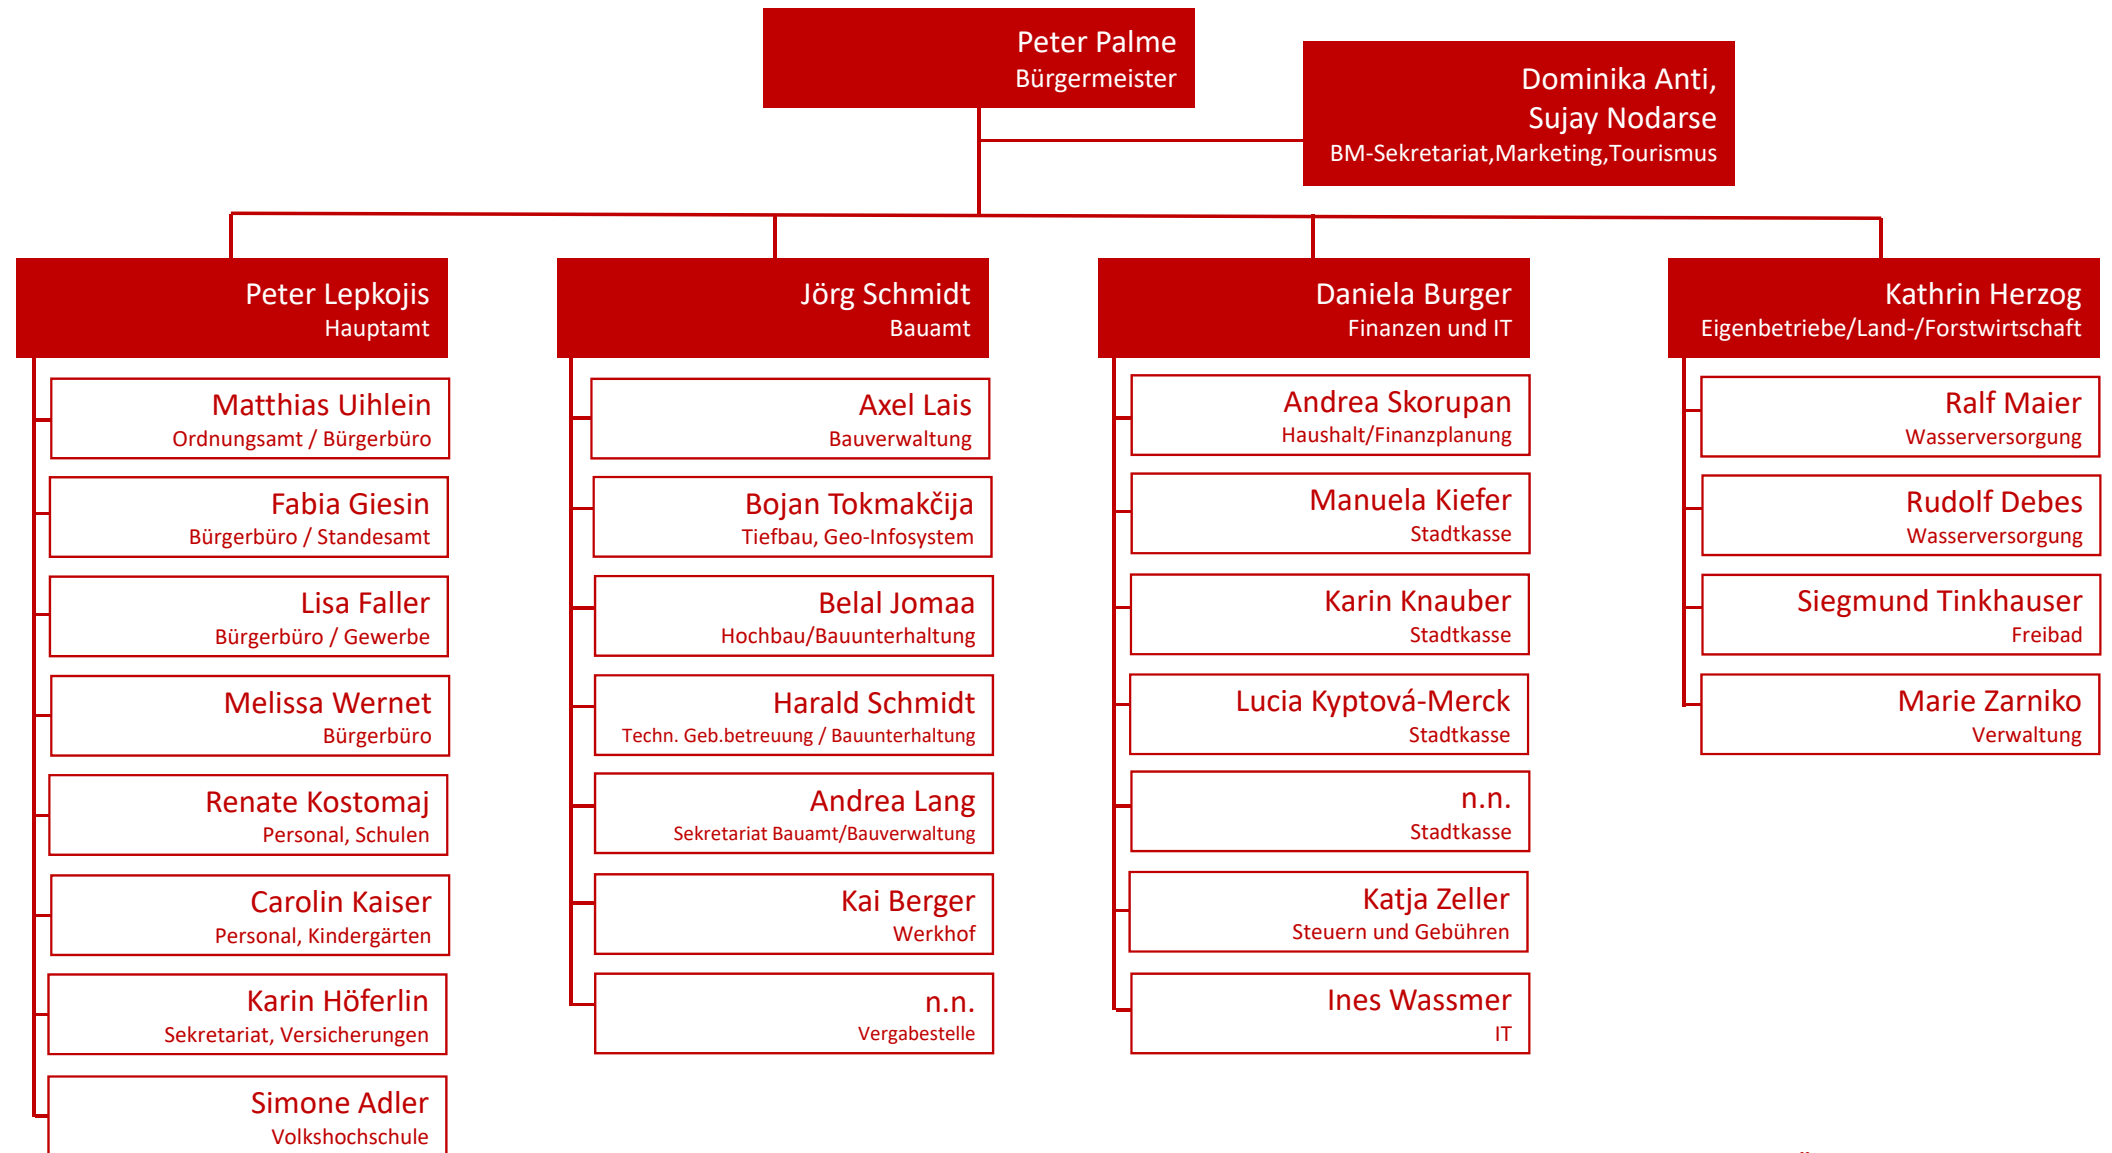 Peter Palme
Bürgermeister
Dominika Anti,
Sujay Nodarse
BM-Sekretariat,Marketing,Tourismus
Peter Lepkojis
Hauptamt
Matthias Uihlein
Ordnungsamt / Bürgerbüro
Fabia Giesin
Bürgerbüro / Standesamt
Lisa Faller
Bürgerbüro / Gewerbe
Melissa Wernet
Bürgerbüro
Renate Kostomaj
Personal, Schulen
Carolin Kaiser
Personal, Kindergärten
Karin Höferlin
Sekretariat, Versicherungen
Simone Adler
Volkshochschule
Jörg Schmidt
Bauamt
Axel Lais
Bauverwaltung
Bojan Tokmakčija
Tiefbau, Geo-Infosystem
Belal Jomaa
Hochbau/Bauunterhaltung
Harald Schmidt
Techn. Geb.betreuung / Bauunterhaltung
Andrea Lang
Sekretariat Bauamt/Bauverwaltung
Kai Berger
Werkhof
n.n.
Vergabestelle
Daniela Burger
Finanzen und IT
Andrea Skorupan
Haushalt/Finanzplanung
Manuela Kiefer
Stadtkasse
Karin Knauber
Stadtkasse
Lucia Kyptová-Merck
Stadtkasse
n.n.
Stadtkasse
Katja Zeller
Steuern und Gebühren
Ines Wassmer
IT
Kathrin Herzog
Eigenbetriebe/Land-/Forstwirtschaft
Ralf Maier
Wasserversorgung
Rudolf Debes
Wasserversorgung
Siegmund Tinkhauser
Freibad
Marie Zarniko
Verwaltung